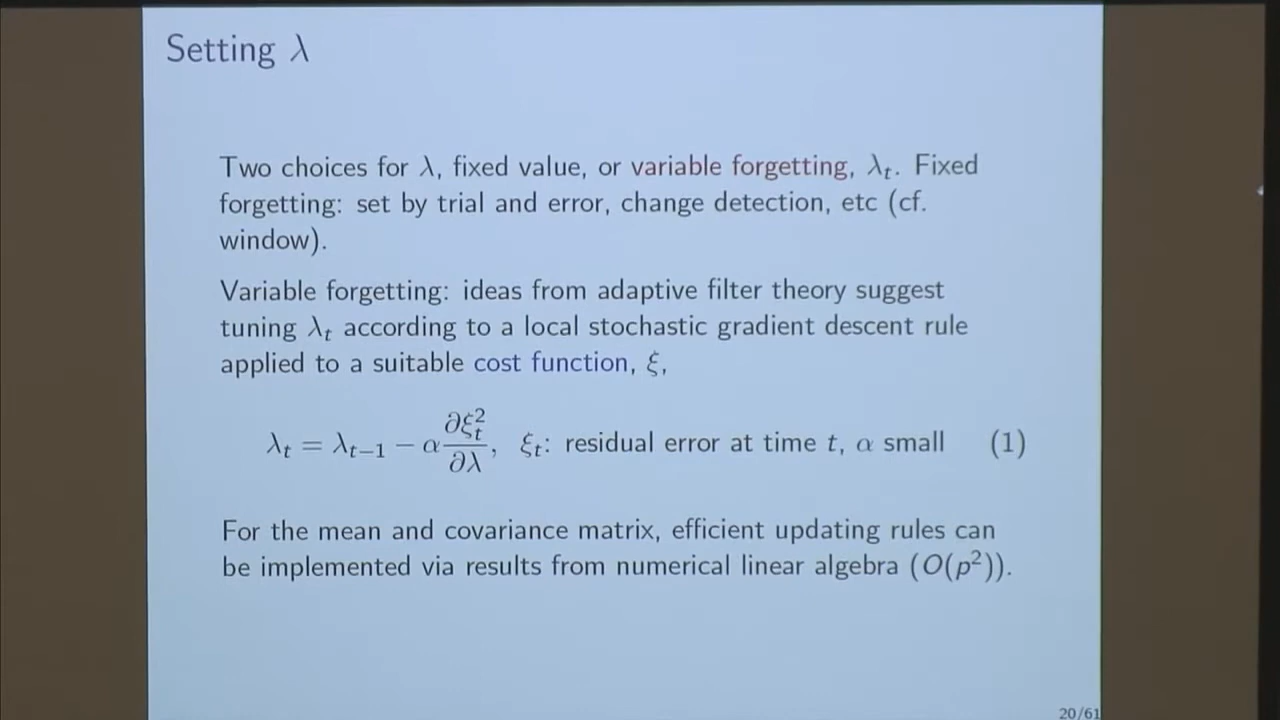 Setting λ
Two choices for λ, fixed value, or variable forgetting, λ_t. Fixed
forgetting: set by trial and error, change detection, etc (cf.
window).
Variable forgetting: ideas from adaptive filter theory suggest
tuning λ_t according to a local stochastic gradient descent rule
applied to a suitable cost function, ξ,
λ_t = λ_{t−1} − α ∂ξ_t^2/∂λ, ξ_t: residual error at time t, α small (1)
For the mean and covariance matrix, efficient updating rules can
be implemented via results from numerical linear algebra (O(p^2)).
20/61